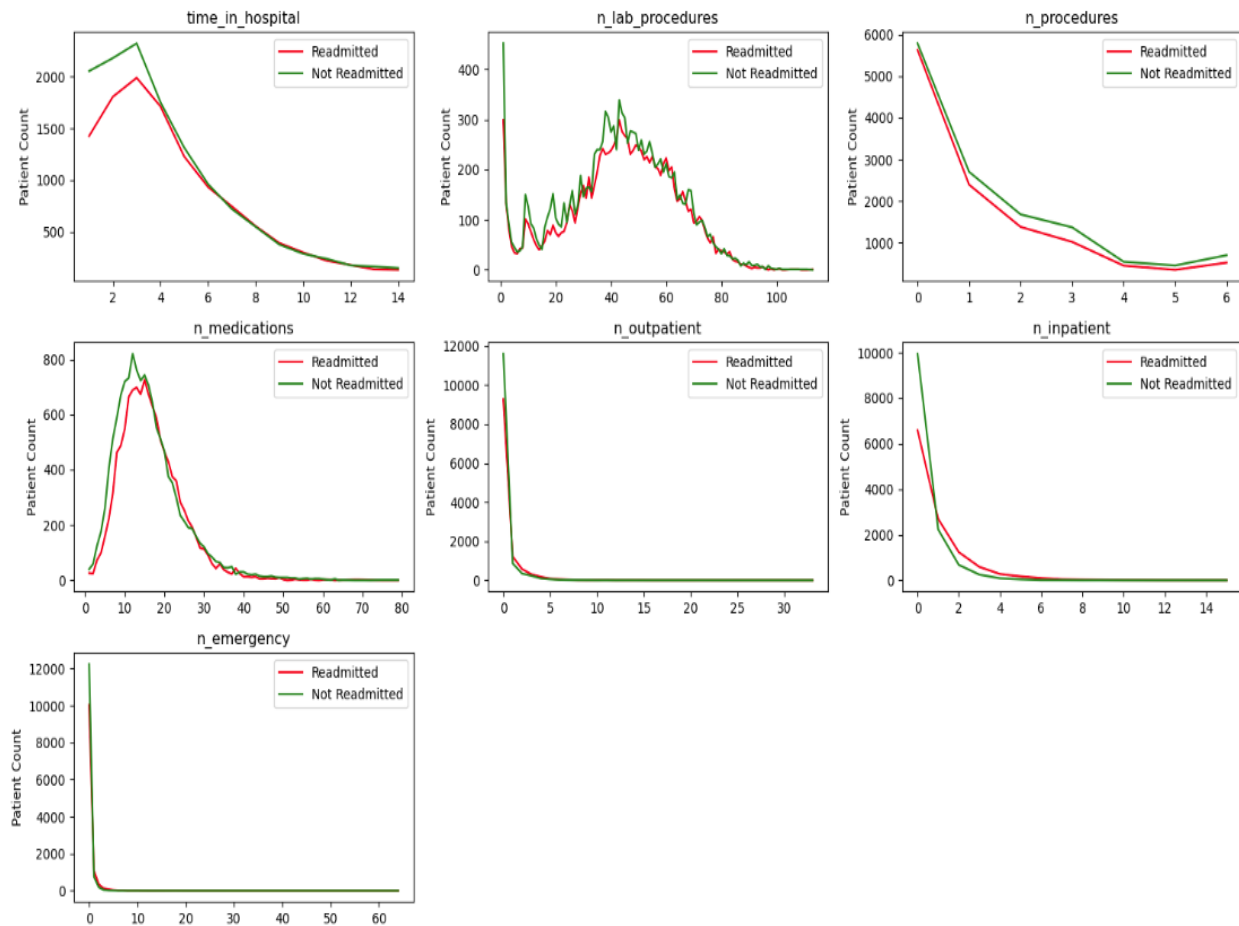 time_in_hospital
Patient Count
2000
1500
1000
500
Readmitted
Not Readmitted
2 4 6 8 10 12 14
n_lab_procedures
Patient Count
400
300
200
100
0
Readmitted
Not Readmitted
0 20 40 60 80 100
n_procedures
Patient Count
6000
5000
4000
3000
2000
1000
Readmitted
Not Readmitted
0 1 2 3 4 5 6
n_medications
Patient Count
800
600
400
200
0
Readmitted
Not Readmitted
0 10 20 30 40 50 60 70 80
n_outpatient
Patient Count
12000
10000
8000
6000
4000
2000
0
Readmitted
Not Readmitted
0 5 10 15 20 25 30
n_inpatient
Patient Count
10000
8000
6000
4000
2000
0
Readmitted
Not Readmitted
0 2 4 6 8 10 12 14
n_emergency
Patient Count
12000
10000
8000
6000
4000
2000
0
Readmitted
Not Readmitted
0 10 20 30 40 50 60